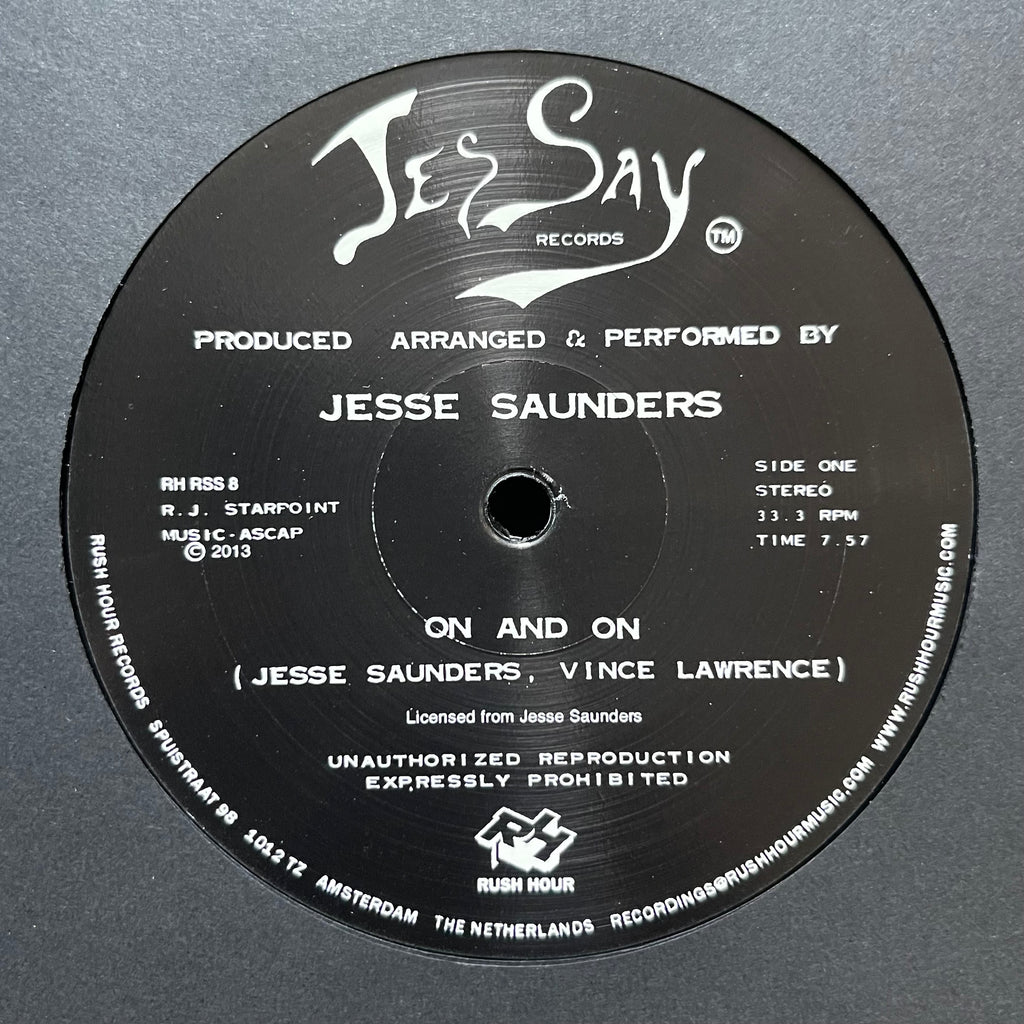 JES SAY
RECORDS
TM
PRODUCED ARRANGED & PERFORMED BY
JESSE SAUNDERS
RH RSS 8
R.J. STARPOINT
MUSIC-ASCAP
© 2013
SIDE ONE
STEREO
33.3 RPM
TIME 7.57
ON AND ON
(JESSE SAUNDERS, VINCE LAWRENCE)
Licensed from Jesse Saunders
UNAUTHORIZED REPRODUCTION
EXPRESSLY PROHIBITED
RH
RUSH HOUR
RUSH HOUR RECORDS SPUISTRAAT 98 1012 TZ AMSTERDAM THE NETHERLANDS RECORDINGS@RUSHHOURMUSIC.COM WWW.RUSHHOURMUSIC.COM